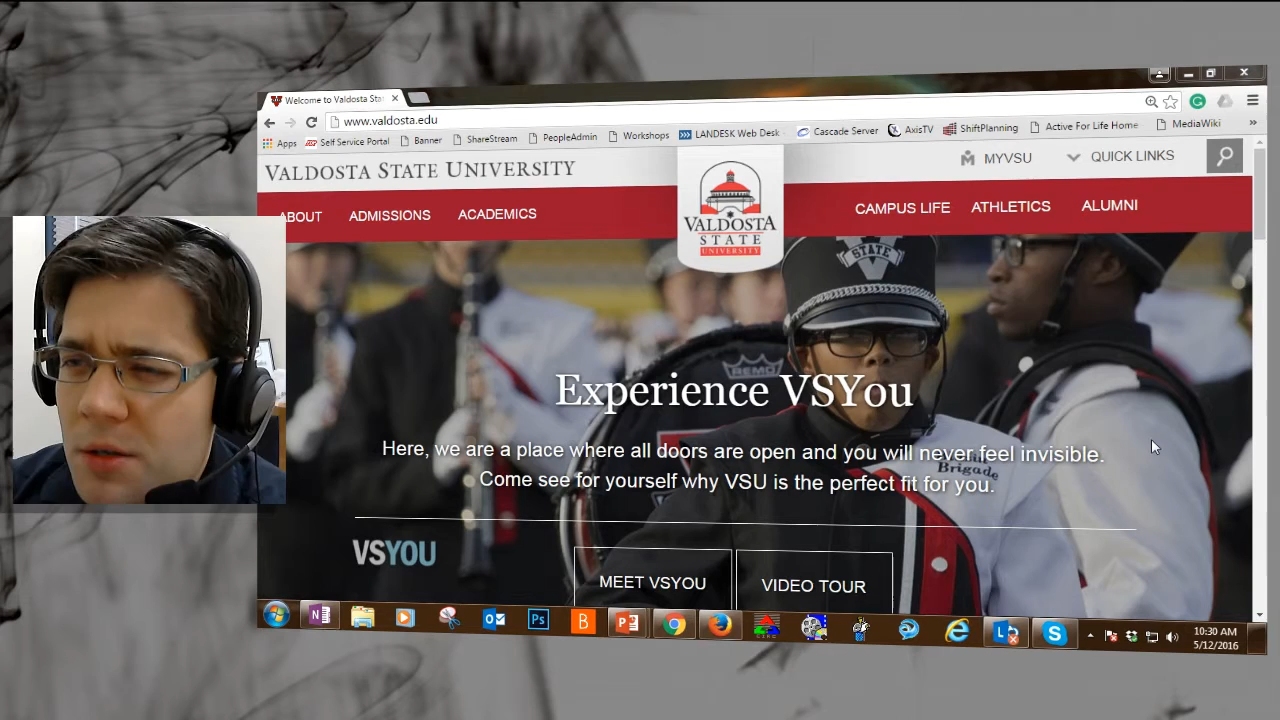 Welcome to Valdosta Sta
www.valdosta.edu
Apps Self Service Portal Banner ShareStream PeopleAdmin Workshops LANDESK Web Desk Cascade Server AxisTV ShiftPlanning Active For Life Home MediaWiki »
VALDOSTA STATE UNIVERSITY
MYVSU QUICK LINKS
ABOUT ADMISSIONS ACADEMICS
CAMPUS LIFE ATHLETICS ALUMNI
VALDOSTA
STATE
UNIVERSITY
STATE
V
REMO
Experience VSYou
Here, we are a place where all doors are open and you will never feel invisible.
Come see for yourself why VSU is the perfect fit for you.
Brigade
VSYOU
MEET VSYOU VIDEO TOUR
10:30 AM
5/12/2016